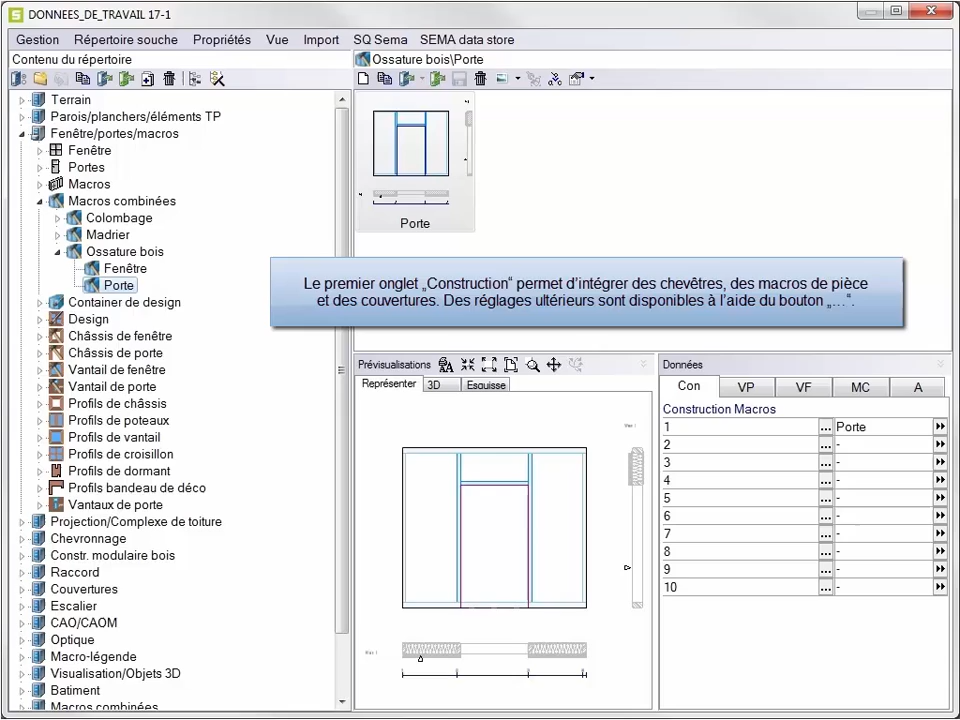 DONNEES_DE_TRAVAIL 17-1
Gestion Répertoire souche Propriétés Vue Import SQ Sema SEMA data store
Contenu du répertoire
Ossature bois\Porte
Terrain
Parois/planchers/éléments TP
Fenêtre/portes/macros
Fenêtre
Portes
Macros
Macros combinées
Colombage
Madrier
Ossature bois
Fenêtre
Porte
Container de design
Design
Châssis de fenêtre
Châssis de porte
Vantail de fenêtre
Vantail de porte
Profils de châssis
Profils de poteaux
Profils de vantail
Profils de croisillon
Profils de dormant
Profils bandeau de déco
Vantaux de porte
Projection/Complexe de toiture
Chevronnage
Constr. modulaire bois
Raccord
Couvertures
Escalier
CAO/CAOM
Optique
Macro-légende
Visualisation/Objets 3D
Batiment
Macros combinées
Porte
Le premier onglet „Construction“ permet d’intégrer des chevêtres, des macros de pièce
et des couvertures. Des réglages ultérieurs sont disponibles à l’aide du bouton „…“.
Prévisualisations
Représenter 3D Esquisse
Données
Con VP VF MC A
Construction Macros
1 ... Porte
2 ... -
3 ... -
4 ... -
5 ... -
6 ... -
7 ... -
8 ... -
9 ... -
10 ... -